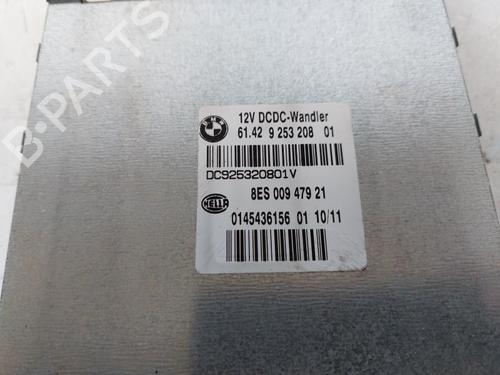 BMW
12V DCDC-Wandler
61.42 9 253 208 01
DC925320801V
8ES 009 479 21
HELLA
0145436156 01 10/11
B-PARTS